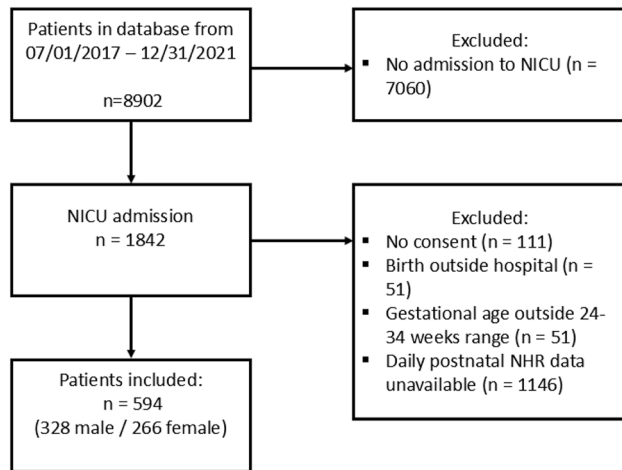 Patients in database from
07/01/2017 – 12/31/2021
n=8902
Excluded:
▪ No admission to NICU (n =
7060)
NICU admission
n = 1842
Excluded:
▪ No consent (n = 111)
▪ Birth outside hospital (n =
51)
▪ Gestational age outside 24-
34 weeks range (n = 51)
▪ Daily postnatal NHR data
unavailable (n = 1146)
Patients included:
n = 594
(328 male / 266 female)